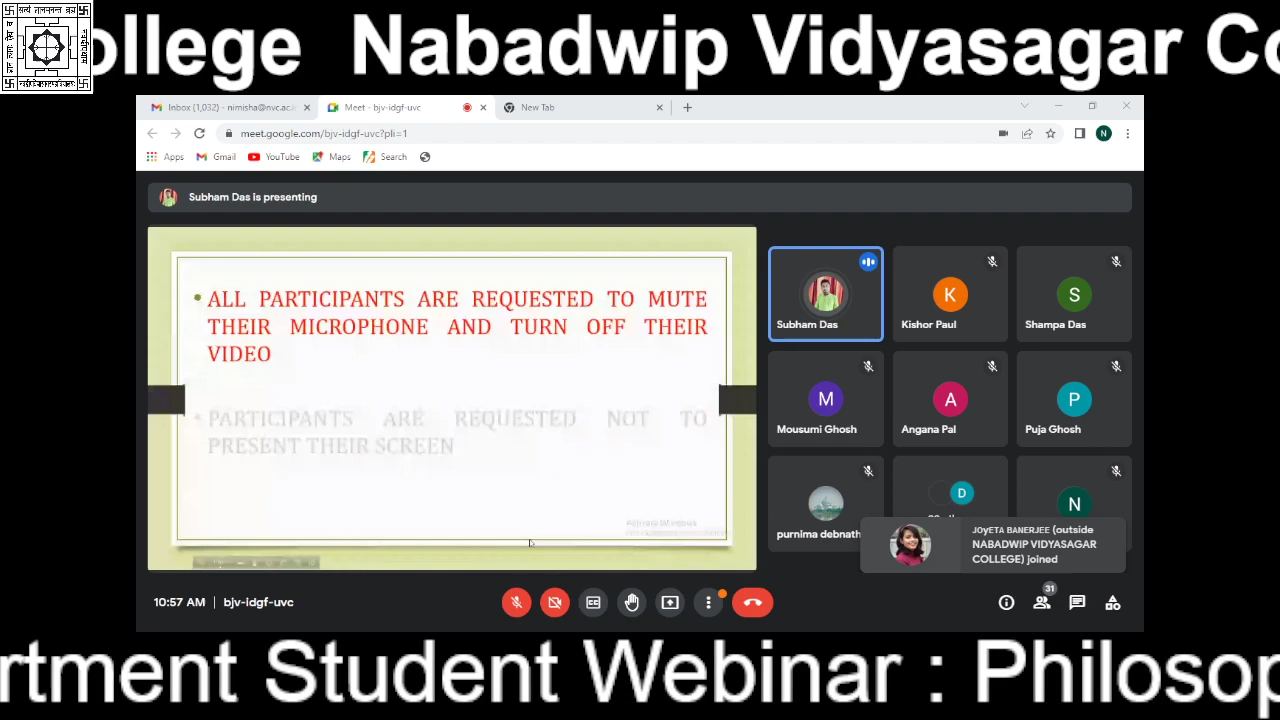 ollege Nabadwip Vidyasagar Co
Inbox (1,032) - nimisha@nvc.ac.i
Meet - bjv-idgf-uvc
New Tab
meet.google.com/bjv-idgf-uvc?pli=1
N
Apps
Gmail
YouTube
Maps
Search
Subham Das is presenting
• ALL PARTICIPANTS ARE REQUESTED TO MUTE
THEIR MICROPHONE AND TURN OFF THEIR
VIDEO
• PARTICIPANTS ARE REQUESTED NOT TO
PRESENT THEIR SCREEN
Subham Das
K
Kishor Paul
S
Shampa Das
M
Mousumi Ghosh
A
Angana Pal
P
Puja Ghosh
purnima debnath
D
N
JOyETA BANERJEE (outside
NABADWIP VIDYASAGAR
COLLEGE) joined
10:57 AM | bjv-idgf-uvc
31
rtment Student Webinar : Philosop